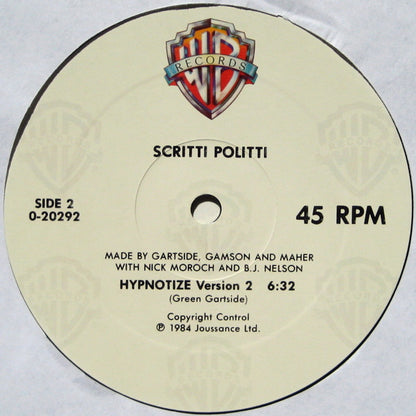 WB
RECORDS
SCRITTI POLITTI
SIDE 2
0-20292
45 RPM
MADE BY GARTSIDE, GAMSON AND MAHER
WITH NICK MOROCH AND B.J. NELSON
HYPNOTIZE Version 2 6:32
(Green Gartside)
Copyright Control
℗ 1984 Joussance Ltd.